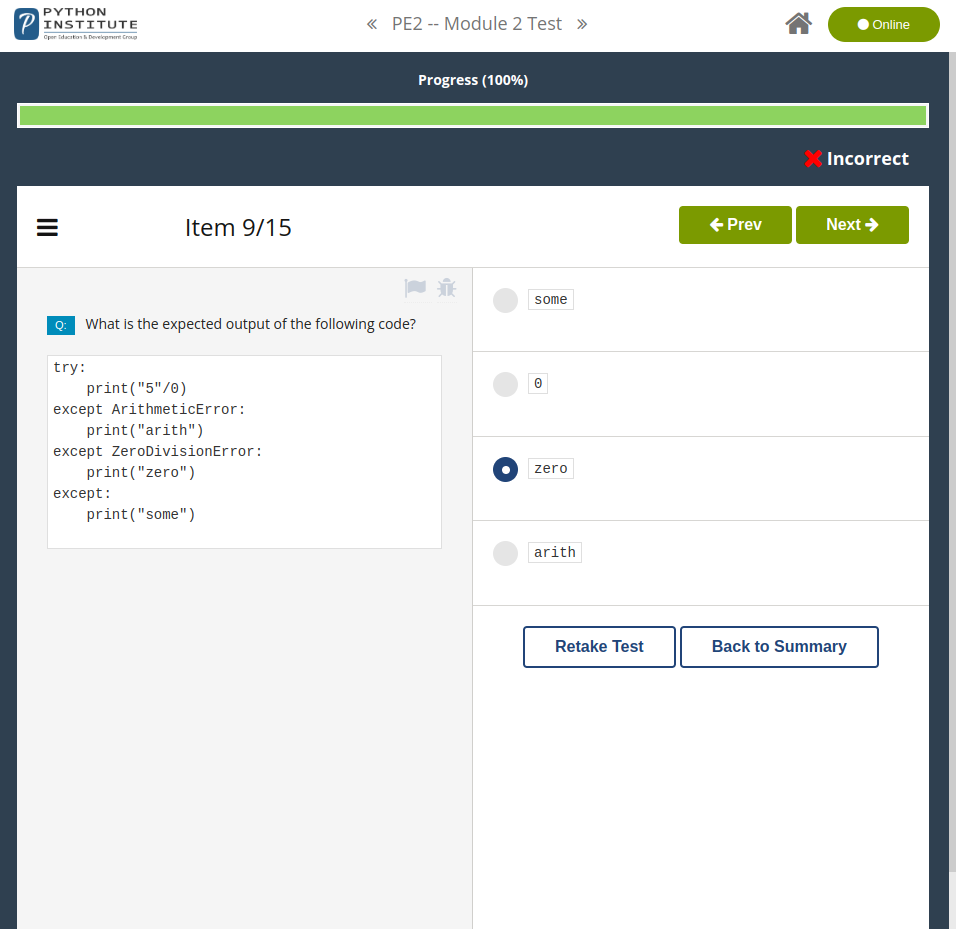 PYTHON
INSTITUTE
Open Education & Development Group
« PE2 -- Module 2 Test »
Online
Progress (100%)
Incorrect
Item 9/15
Prev
Next
Q: What is the expected output of the following code?
try:
    print("5"/0)
except ArithmeticError:
    print("arith")
except ZeroDivisionError:
    print("zero")
except:
    print("some")
some
0
zero
arith
Retake Test
Back to Summary